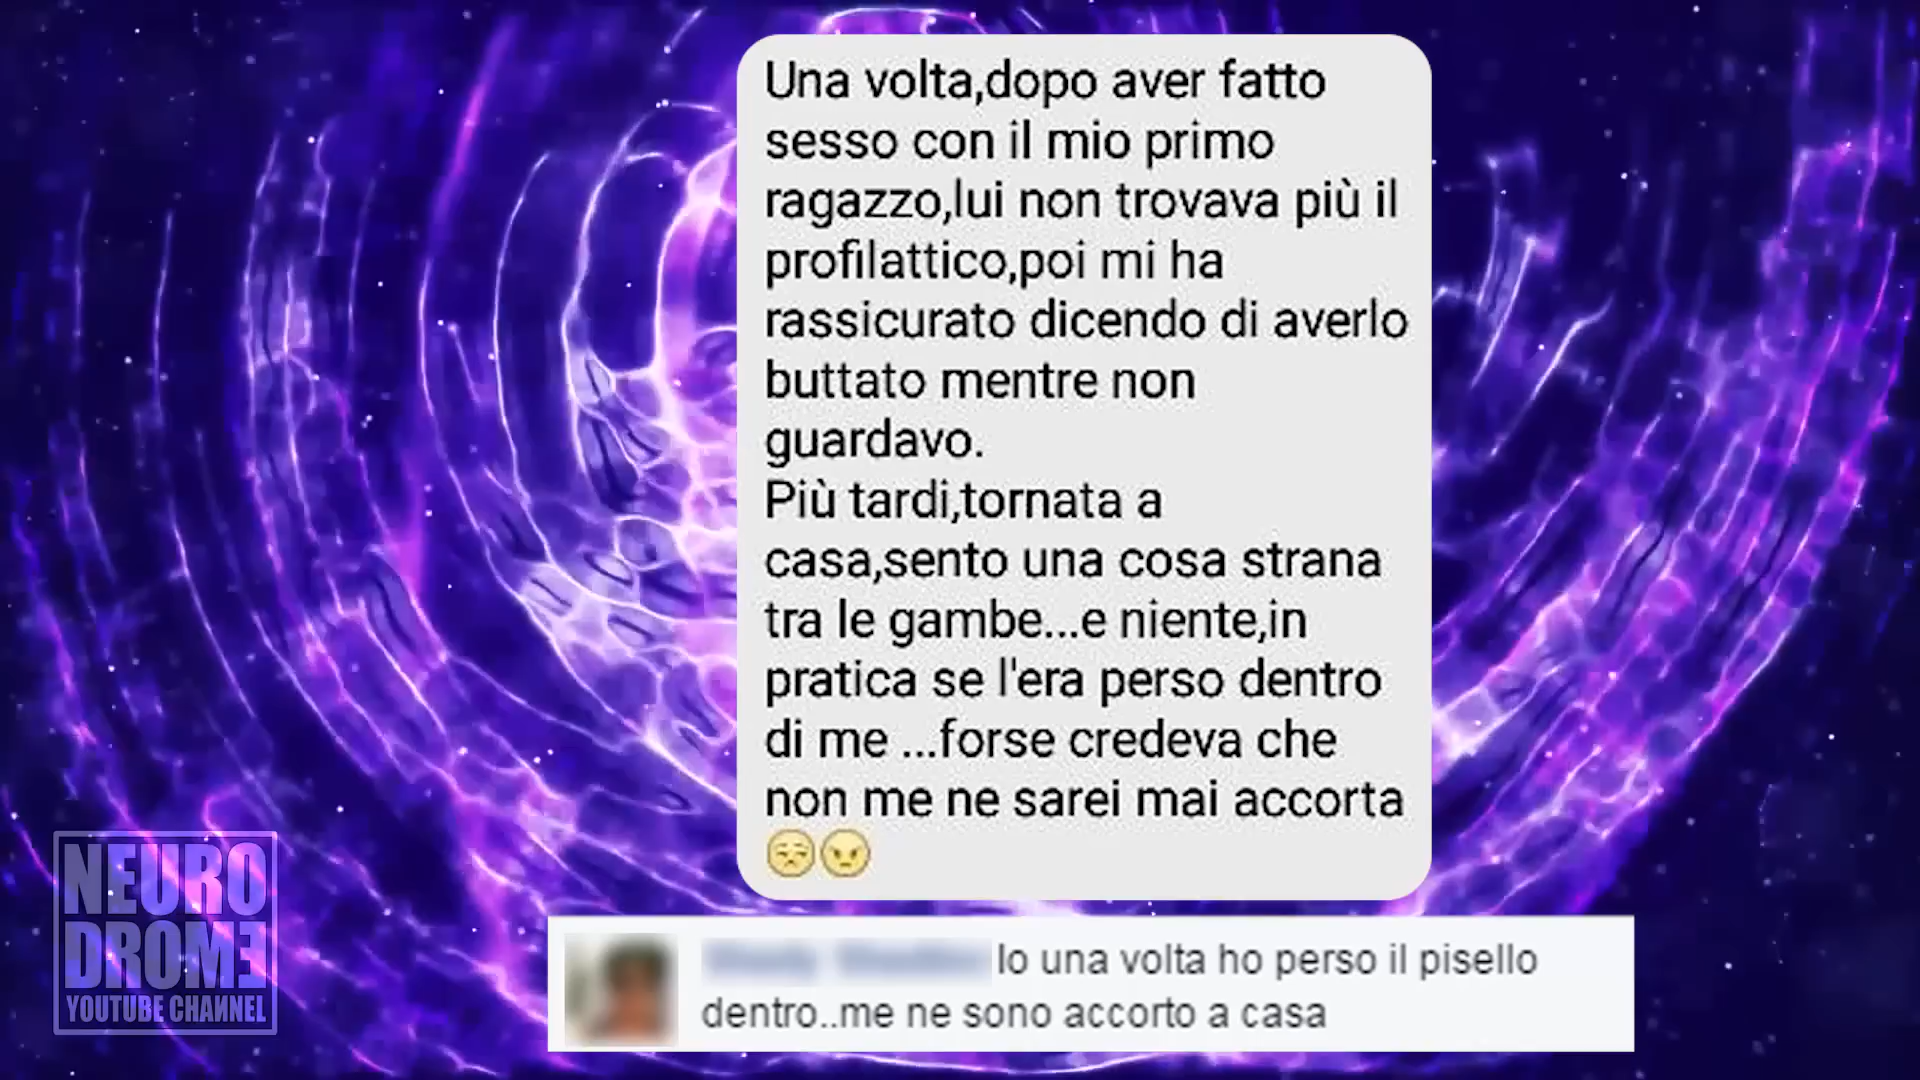 Una volta,dopo aver fatto
sesso con il mio primo
ragazzo,lui non trovava più il
profilattico,poi mi ha
rassicurato dicendo di averlo
buttato mentre non
guardavo.
Più tardi,tornata a
casa,sento una cosa strana
tra le gambe...e niente,in
pratica se l'era perso dentro
di me ...forse credeva che
non me ne sarei mai accorta
😒😠
Io una volta ho perso il pisello
dentro..me ne sono accorto a casa
NEURO
DROME
YOUTUBE CHANNEL